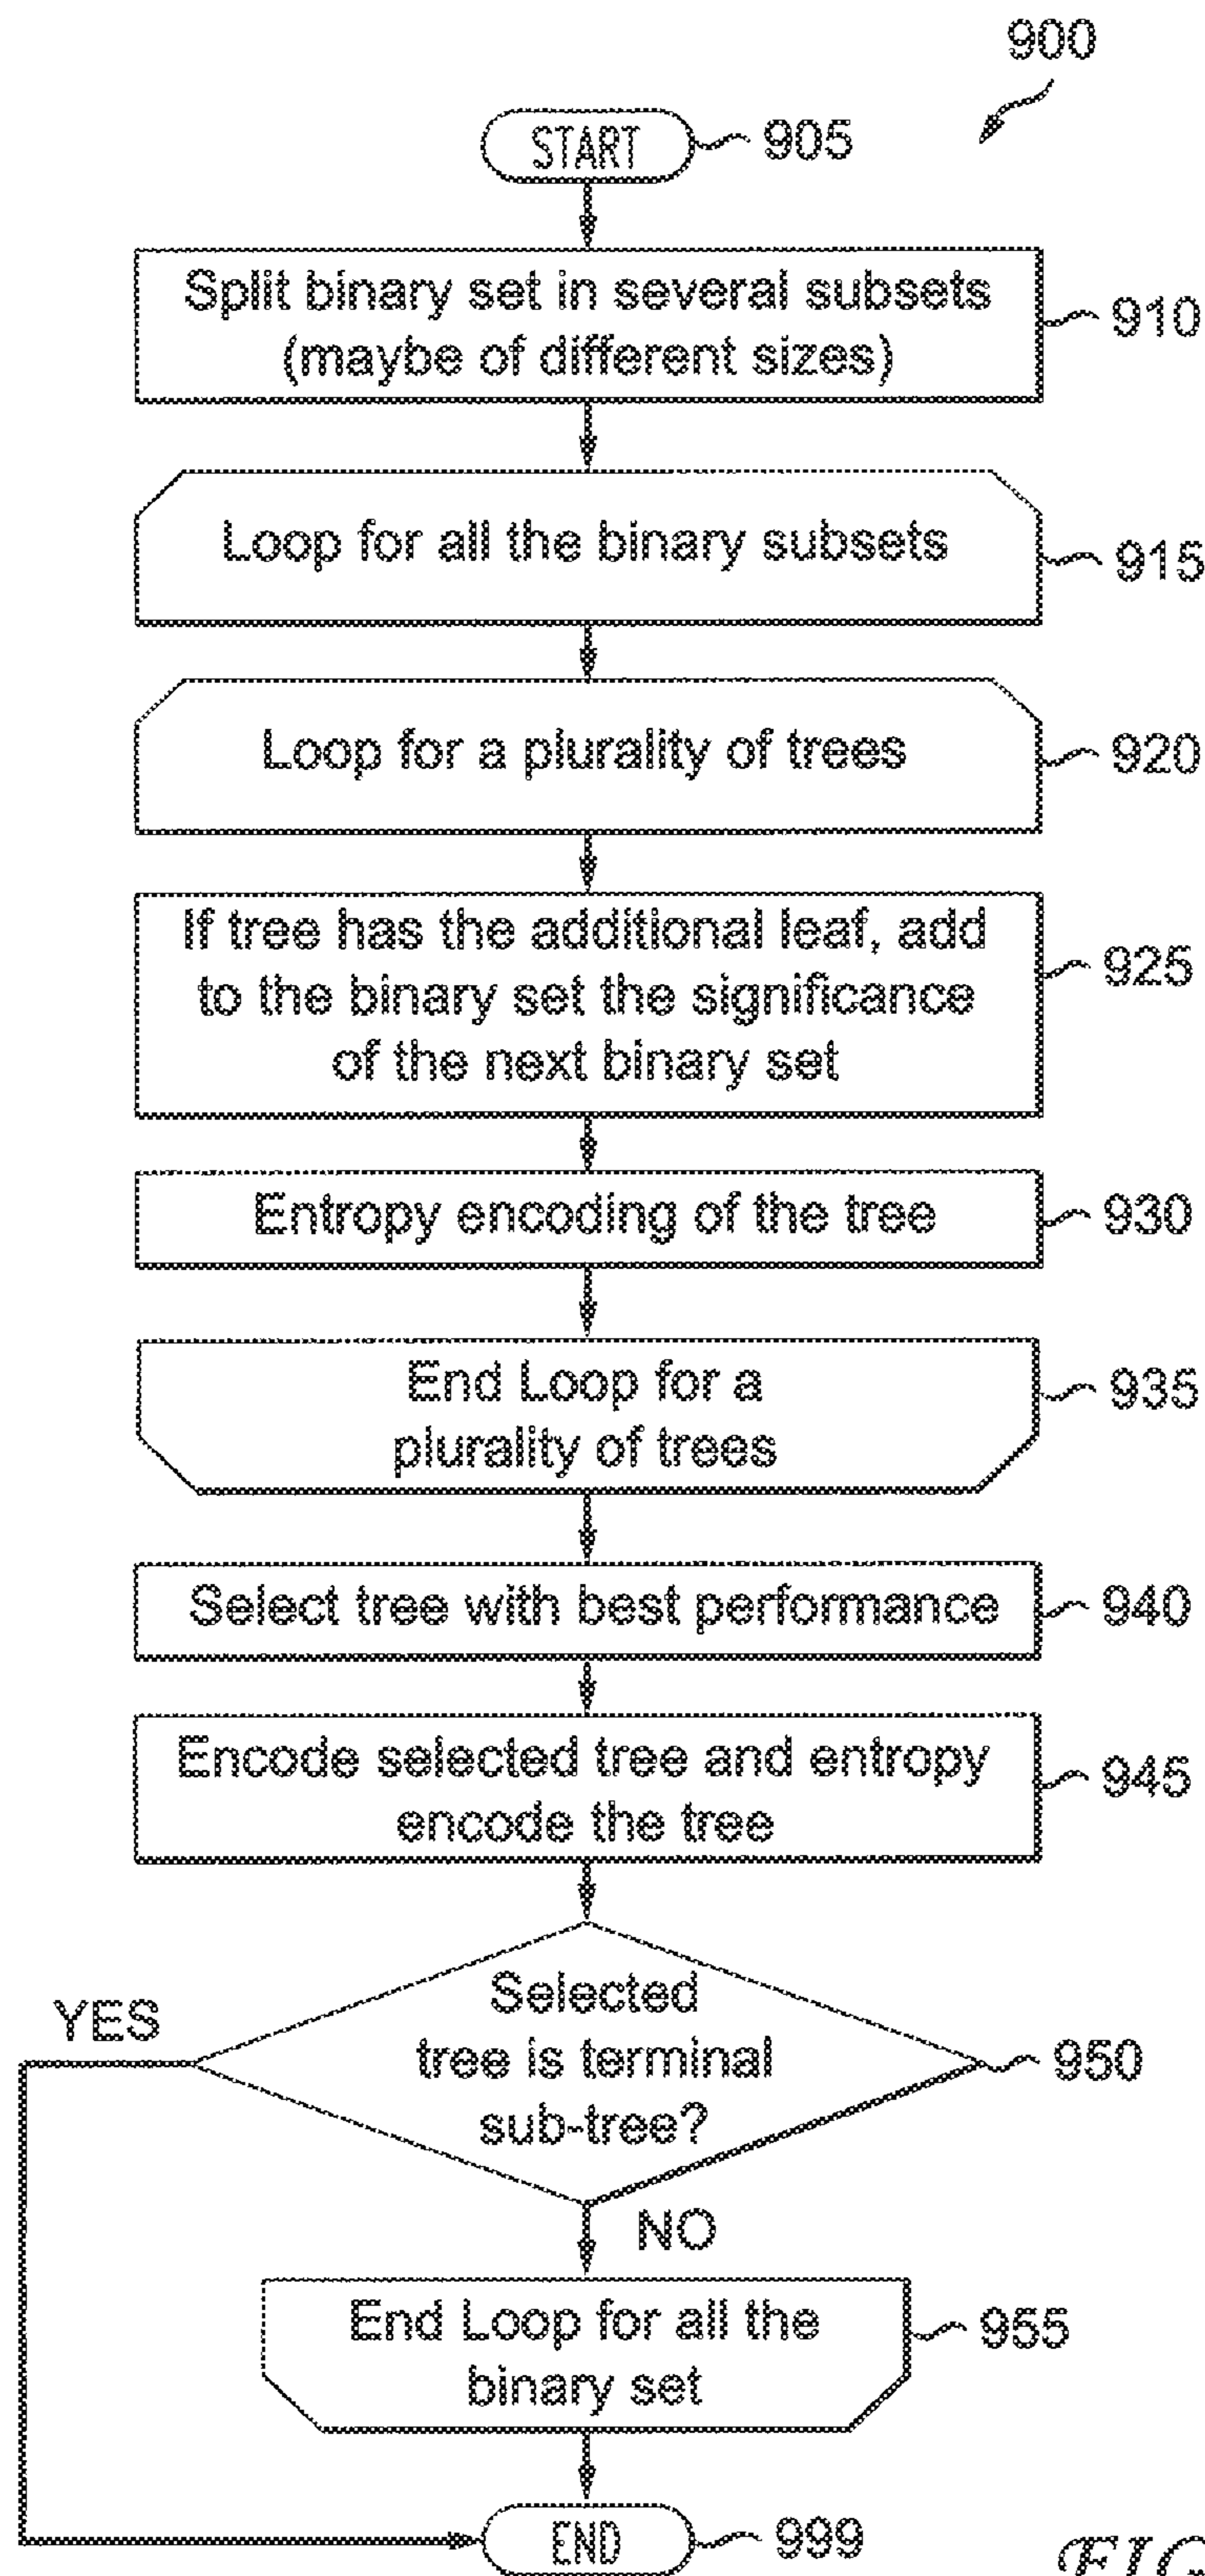 900
START
905
Split binary set in several subsets
(maybe of different sizes)
910
Loop for all the binary subsets
915
Loop for a plurality of trees
920
If tree has the additional leaf, add
to the binary set the significance
of the next binary set
925
Entropy encoding of the tree
930
End Loop for a
plurality of trees
935
Select tree with best performance
940
Encode selected tree and entropy
encode the tree
945
Selected
tree is terminal
sub-tree?
950
YES
NO
End Loop for all the
binary set
955
END
999